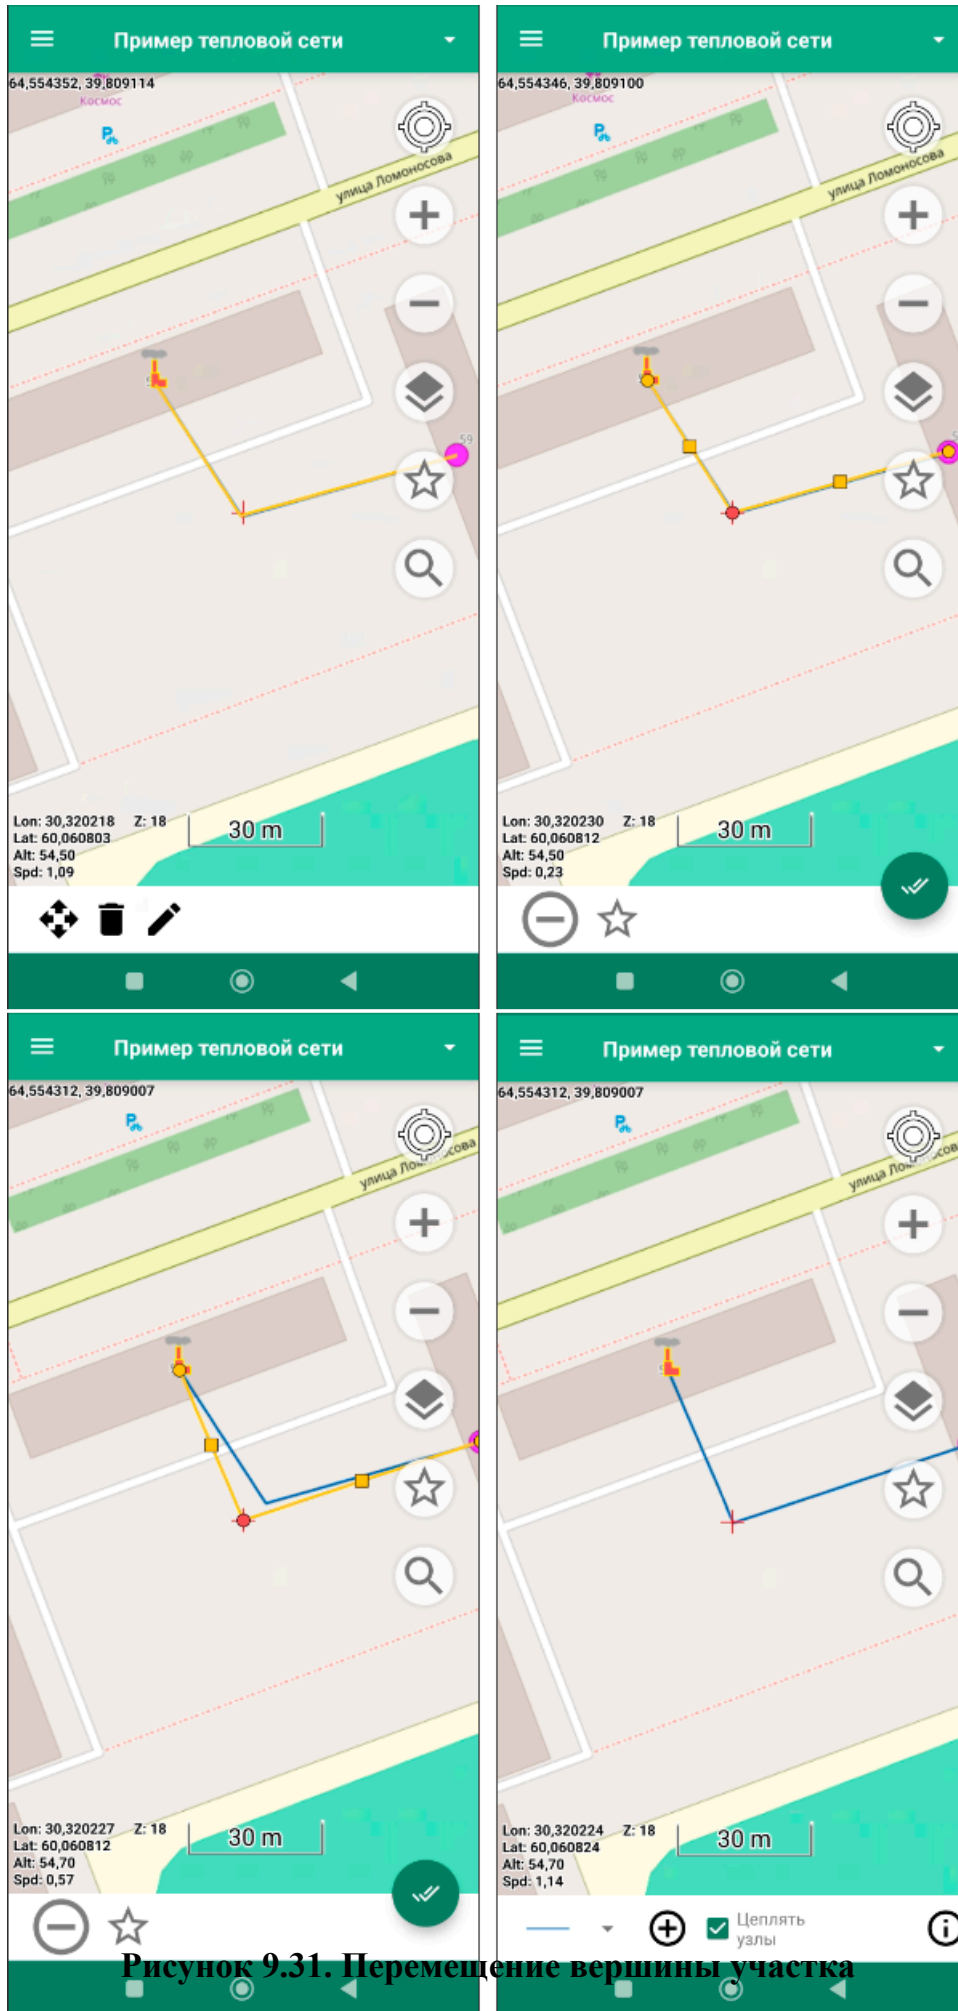 Пример тепловой сети
64,554352, 39,809114
Космос
улица Ломоносова
59
Lon: 30,320218 Z: 18
Lat: 60,060803
Alt: 54,50
Spd: 1,09
30 m
Пример тепловой сети
64,554346, 39,809100
Космос
улица Ломоносова
Lon: 30,320230 Z: 18
Lat: 60,060812
Alt: 54,50
Spd: 0,23
30 m
Пример тепловой сети
64,554312, 39,809007
Lon: 30,320227 Z: 18
Lat: 60,060812
Alt: 54,70
Spd: 0,57
30 m
Пример тепловой сети
64,554312, 39,809007
Lon: 30,320224 Z: 18
Lat: 60,060824
Alt: 54,70
Spd: 1,14
30 m
Цеплять
узлы
Рисунок 9.31. Перемещение вершины участка